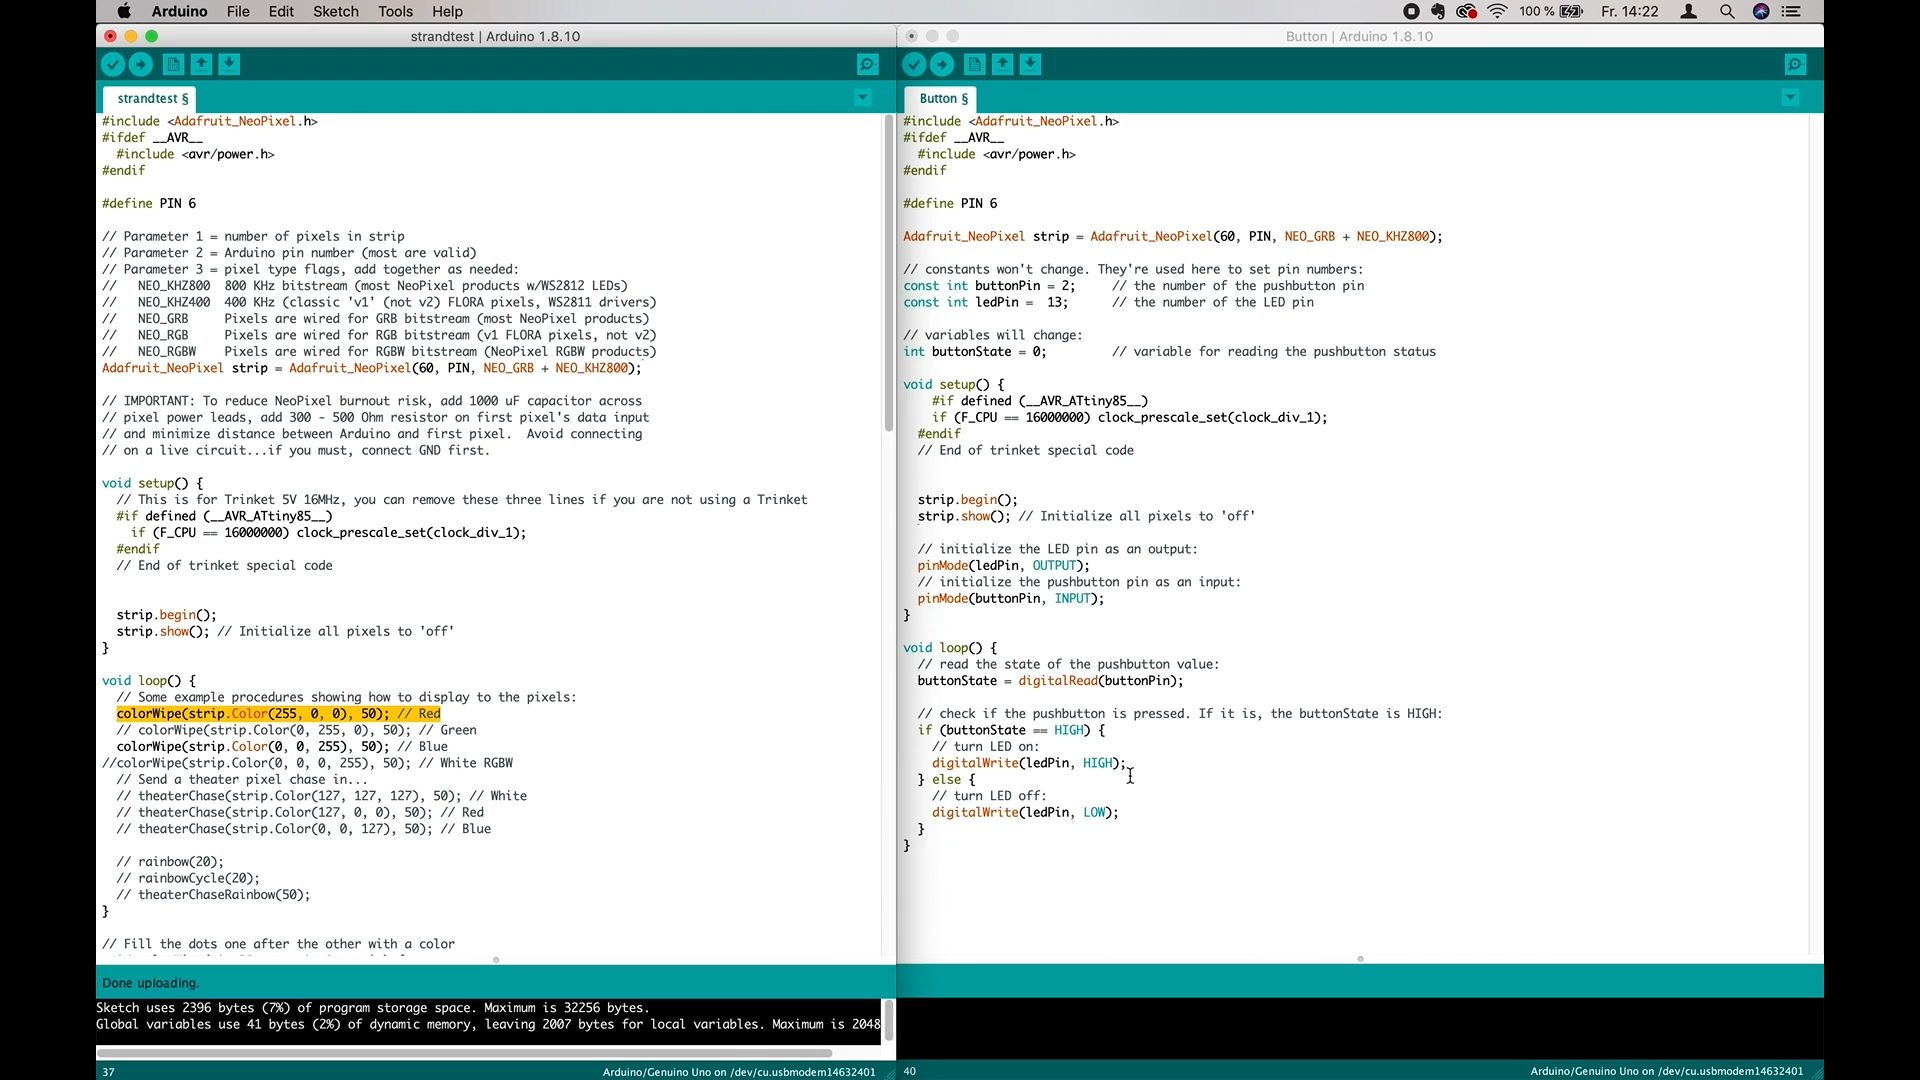 Arduino File Edit Sketch Tools Help
100 % Fr. 14:22
strandtest | Arduino 1.8.10
strandtest §
#include <Adafruit_NeoPixel.h>
#ifdef __AVR__
  #include <avr/power.h>
#endif
#define PIN 6
// Parameter 1 = number of pixels in strip
// Parameter 2 = Arduino pin number (most are valid)
// Parameter 3 = pixel type flags, add together as needed:
//   NEO_KHZ800  800 KHz bitstream (most NeoPixel products w/WS2812 LEDs)
//   NEO_KHZ400  400 KHz (classic 'v1' (not v2) FLORA pixels, WS2811 drivers)
//   NEO_GRB     Pixels are wired for GRB bitstream (most NeoPixel products)
//   NEO_RGB     Pixels are wired for RGB bitstream (v1 FLORA pixels, not v2)
//   NEO_RGBW    Pixels are wired for RGBW bitstream (NeoPixel RGBW products)
Adafruit_NeoPixel strip = Adafruit_NeoPixel(60, PIN, NEO_GRB + NEO_KHZ800);
// IMPORTANT: To reduce NeoPixel burnout risk, add 1000 uF capacitor across
// pixel power leads, add 300 - 500 Ohm resistor on first pixel's data input
// and minimize distance between Arduino and first pixel.  Avoid connecting
// on a live circuit...if you must, connect GND first.
void setup() {
  // This is for Trinket 5V 16MHz, you can remove these three lines if you are not using a Trinket
  #if defined (__AVR_ATtiny85__)
    if (F_CPU == 16000000) clock_prescale_set(clock_div_1);
  #endif
  // End of trinket special code
  strip.begin();
  strip.show(); // Initialize all pixels to 'off'
}
void loop() {
  // Some example procedures showing how to display to the pixels:
  colorWipe(strip.Color(255, 0, 0), 50); // Red
  // colorWipe(strip.Color(0, 255, 0), 50); // Green
  colorWipe(strip.Color(0, 0, 255), 50); // Blue
//colorWipe(strip.Color(0, 0, 0, 255), 50); // White RGBW
  // Send a theater pixel chase in...
  // theaterChase(strip.Color(127, 127, 127), 50); // White
  // theaterChase(strip.Color(127, 0, 0), 50); // Red
  // theaterChase(strip.Color(0, 0, 127), 50); // Blue
  // rainbow(20);
  // rainbowCycle(20);
  // theaterChaseRainbow(50);
}
// Fill the dots one after the other with a color
Done uploading.
Sketch uses 2396 bytes (7%) of program storage space. Maximum is 32256 bytes.
Global variables use 41 bytes (2%) of dynamic memory, leaving 2007 bytes for local variables. Maximum is 2048
37 Arduino/Genuino Uno on /dev/cu.usbmodem14632401
Button | Arduino 1.8.10
Button §
#include <Adafruit_NeoPixel.h>
#ifdef __AVR__
  #include <avr/power.h>
#endif
#define PIN 6
Adafruit_NeoPixel strip = Adafruit_NeoPixel(60, PIN, NEO_GRB + NEO_KHZ800);
// constants won't change. They're used here to set pin numbers:
const int buttonPin = 2;     // the number of the pushbutton pin
const int ledPin =  13;      // the number of the LED pin
// variables will change:
int buttonState = 0;         // variable for reading the pushbutton status
void setup() {
    #if defined (__AVR_ATtiny85__)
    if (F_CPU == 16000000) clock_prescale_set(clock_div_1);
  #endif
  // End of trinket special code
  strip.begin();
  strip.show(); // Initialize all pixels to 'off'
  // initialize the LED pin as an output:
  pinMode(ledPin, OUTPUT);
  // initialize the pushbutton pin as an input:
  pinMode(buttonPin, INPUT);
}
void loop() {
  // read the state of the pushbutton value:
  buttonState = digitalRead(buttonPin);
  // check if the pushbutton is pressed. If it is, the buttonState is HIGH:
  if (buttonState == HIGH) {
    // turn LED on:
    digitalWrite(ledPin, HIGH);
  } else {
    // turn LED off:
    digitalWrite(ledPin, LOW);
  }
}
40 Arduino/Genuino Uno on /dev/cu.usbmodem14632401